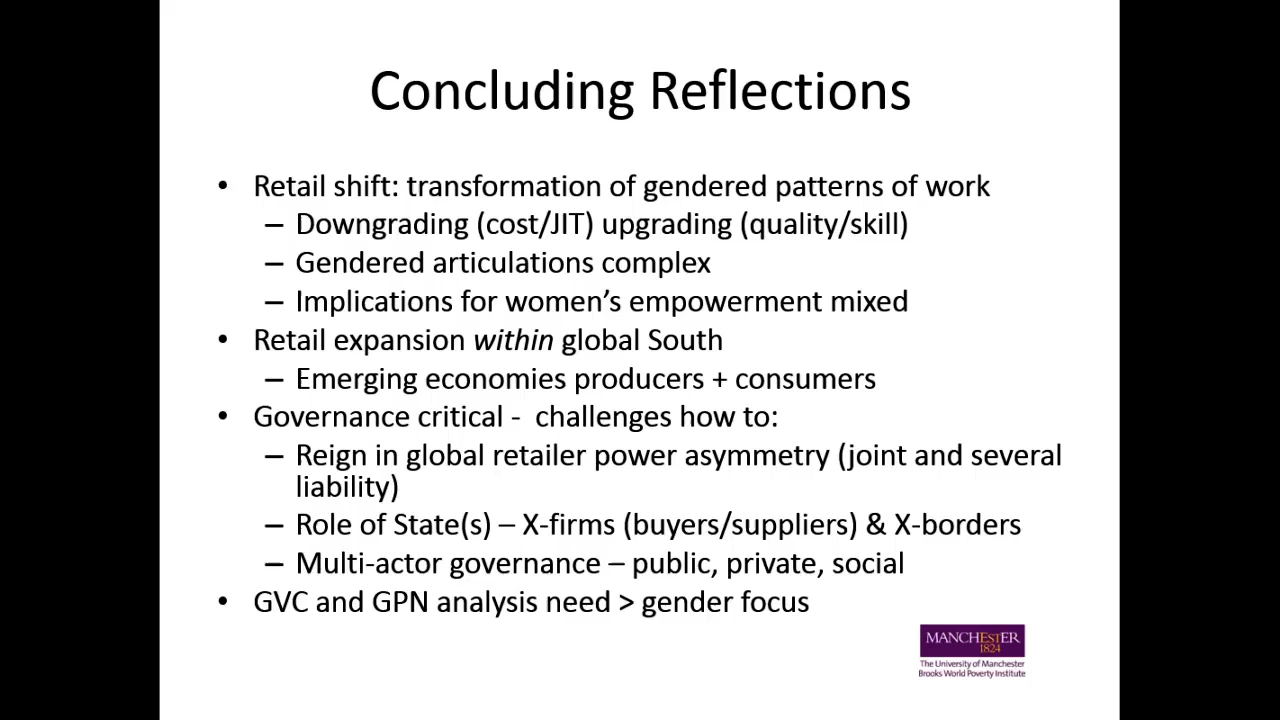 Concluding Reflections
• Retail shift: transformation of gendered patterns of work
– Downgrading (cost/JIT) upgrading (quality/skill)
– Gendered articulations complex
– Implications for women’s empowerment mixed
• Retail expansion within global South
– Emerging economies producers + consumers
• Governance critical - challenges how to:
– Reign in global retailer power asymmetry (joint and several
liability)
– Role of State(s) – X-firms (buyers/suppliers) & X-borders
– Multi-actor governance – public, private, social
• GVC and GPN analysis need > gender focus
MANCHESTER
1824
The University of Manchester
Brooks World Poverty Institute